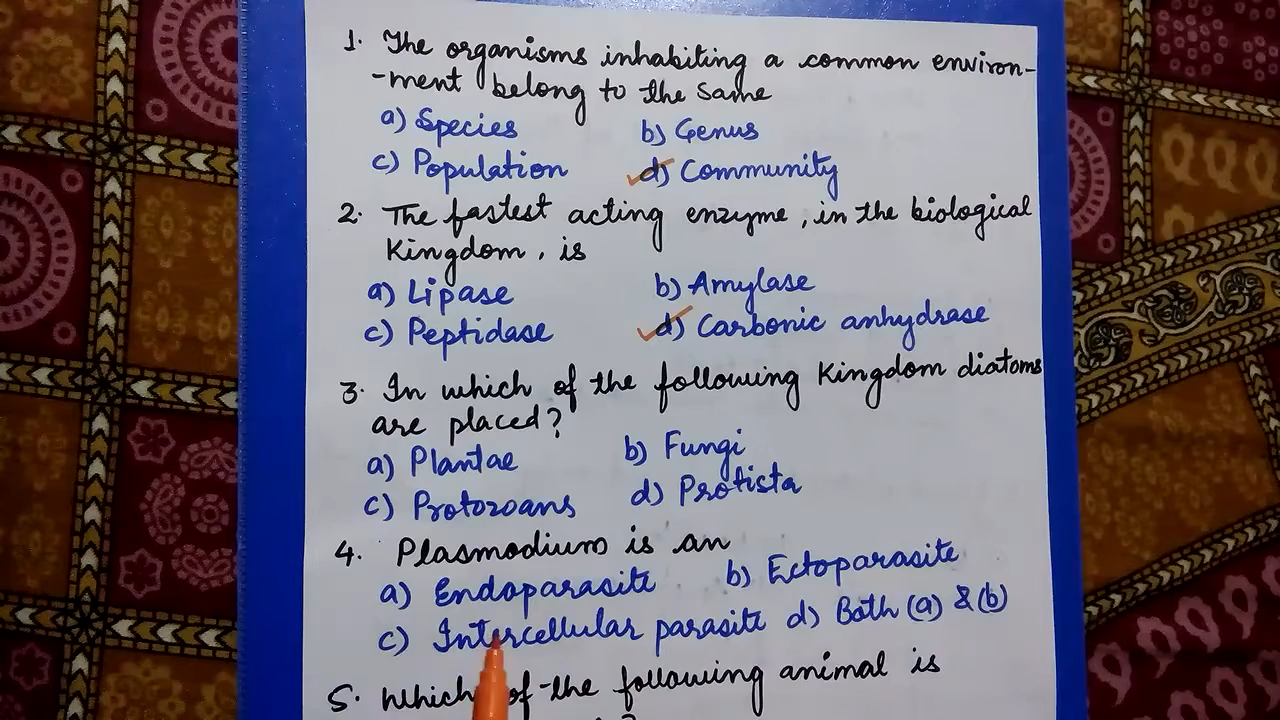 1. The organisms inhabiting a common environ-
-ment belong to the same
a) Species b) Genus
c) Population d) Community
2. The fastest acting enzyme, in the biological
Kingdom, is
a) Lipase b) Amylase
c) Peptidase d) Carbonic anhydrase
3. In which of the following Kingdom diatoms
are placed?
a) Plantae b) Fungi
c) Protozoans d) Protista
4. Plasmodium is an
a) Endoparasite b) Ectoparasite
c) Intercellular parasite d) Both (a) & (b)
5. Which of the following animal is